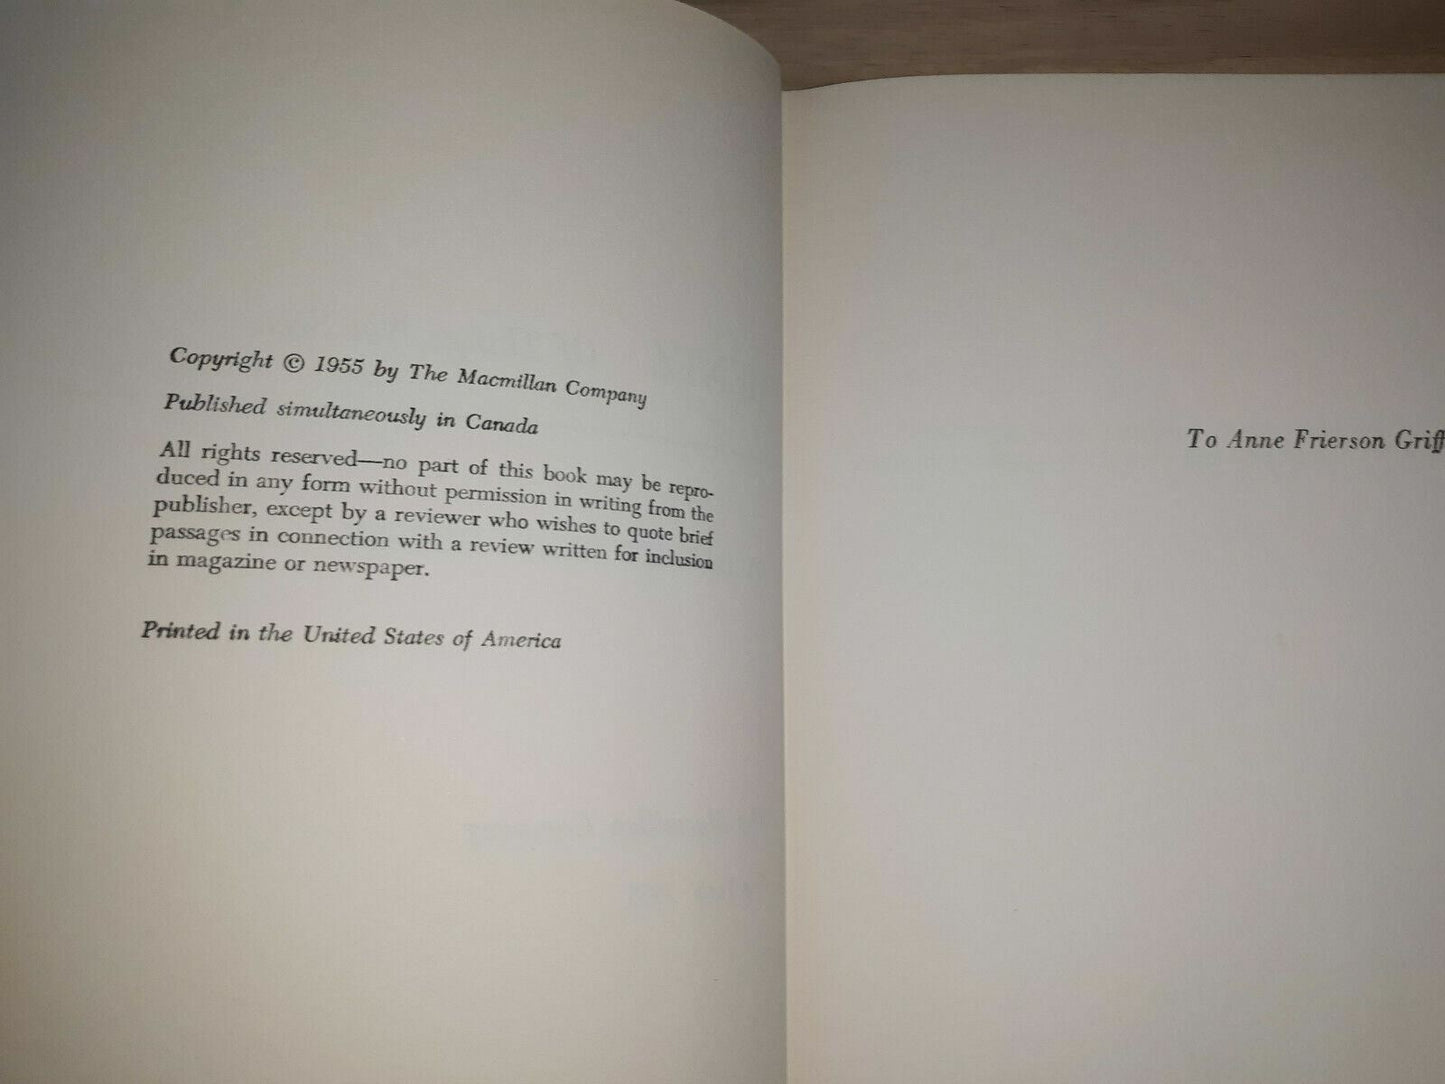 Copyright © 1955 by The Macmillan Company
Published simultaneously in Canada
All rights reserved—no part of this book may be repro-
duced in any form without permission in writing from the
publisher, except by a reviewer who wishes to quote brief
passages in connection with a review written for inclusion
in magazine or newspaper.
Printed in the United States of America
To Anne Frierson Griff